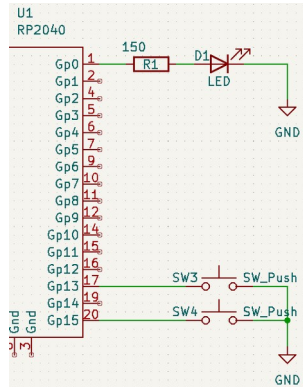 U1
RP2040
150
Gp0 1 R1 D1
LED
Gp1 2
Gp2 4
GND
Gp3 5
Gp4 6
Gp5 7
Gp6 9
Gp7 10
Gp8 11
Gp9 12
Gp10 14
Gp11 15
Gp12 16
Gp13 17 SW3 SW_Push
Gp14 19
Gp15 20 SW4 SW_Push
Gnd Gnd
3
GND